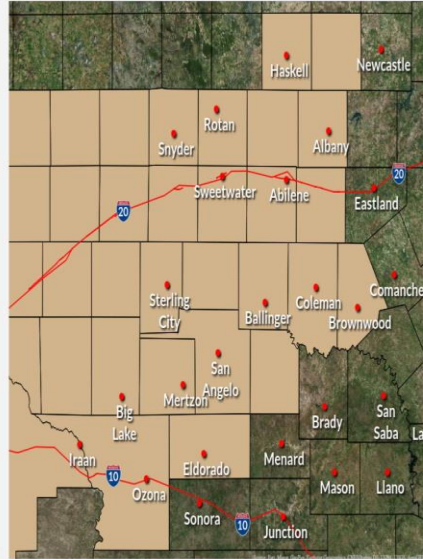 Newcastle
Haskell
Rotan
Snyder
Albany
20
Sweetwater
Abilene
Eastland
20
Comanche
Sterling
City
Ballinger
Coleman
Brownwood
San
Angelo
Mertzon
Big
Lake
Brady
San
Saba
La
Iraan
10
Ozona
Eldorado
Menard
Mason
Llano
Sonora
10
Junction